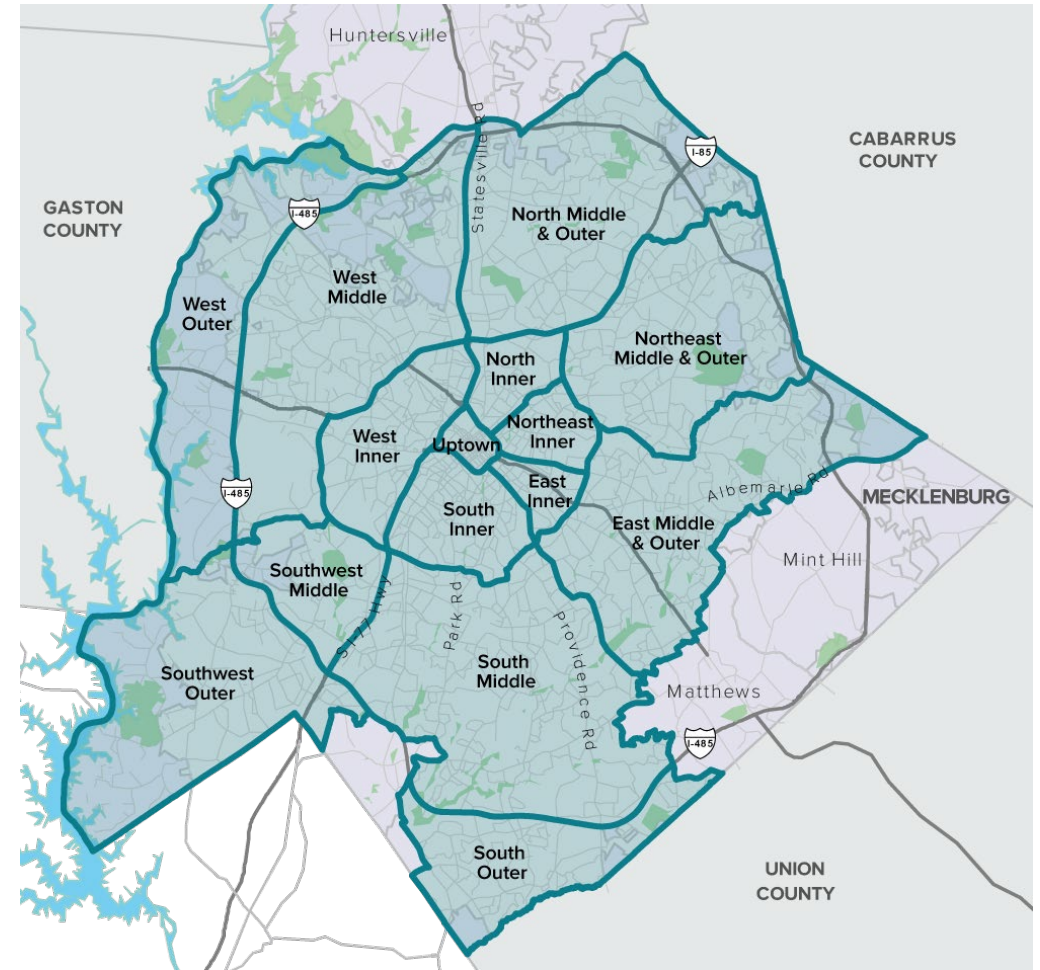 Huntersville
Statesville Rd
I-85
CABARRUS
COUNTY
GASTON
COUNTY
I-485
North Middle
& Outer
West
Middle
West
Outer
Northeast
Middle & Outer
North
Inner
Northeast
Inner
West
Inner
Uptown
East
Inner
I-485
South
Inner
Albemarle Rd
MECKLENBURG
East Middle
& Outer
Mint Hill
Southwest
Middle
S I-77 Hwy
Park Rd
Providence Rd
Southwest
Outer
South
Middle
Matthews
I-485
South
Outer
UNION
COUNTY